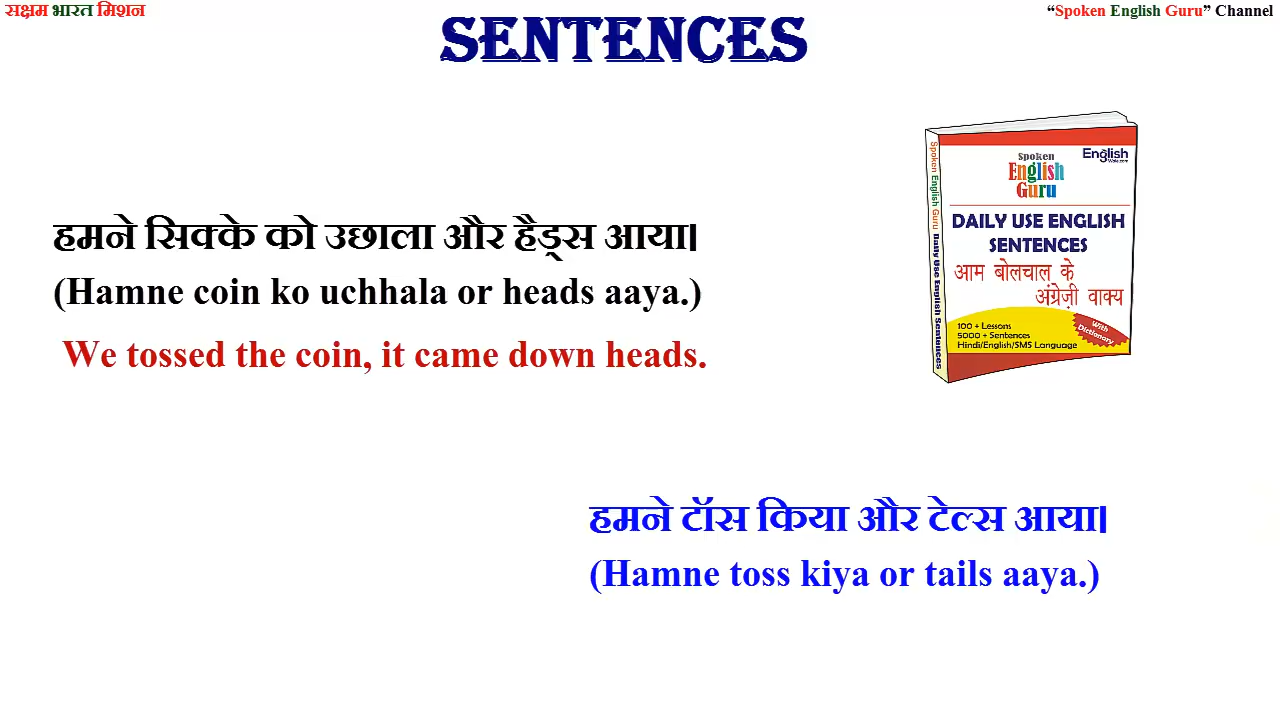 सक्षम भारत मिशन
“Spoken English Guru” Channel
SENTENCES
हमने सिक्के को उछाला और हैड्स आया।
(Hamne coin ko uchhala or heads aaya.)
We tossed the coin, it came down heads.
Spoken English Guru Daily Use English Sentences
Spoken
English
Guru
English
Wale.com
DAILY USE ENGLISH
SENTENCES
आम बोलचाल के
अंग्रेज़ी वाक्य
100 + Lessons
5000 + Sentences
Hindi/English/SMS Language
With
Dictionary
हमने टॉस किया और टेल्स आया।
(Hamne toss kiya or tails aaya.)